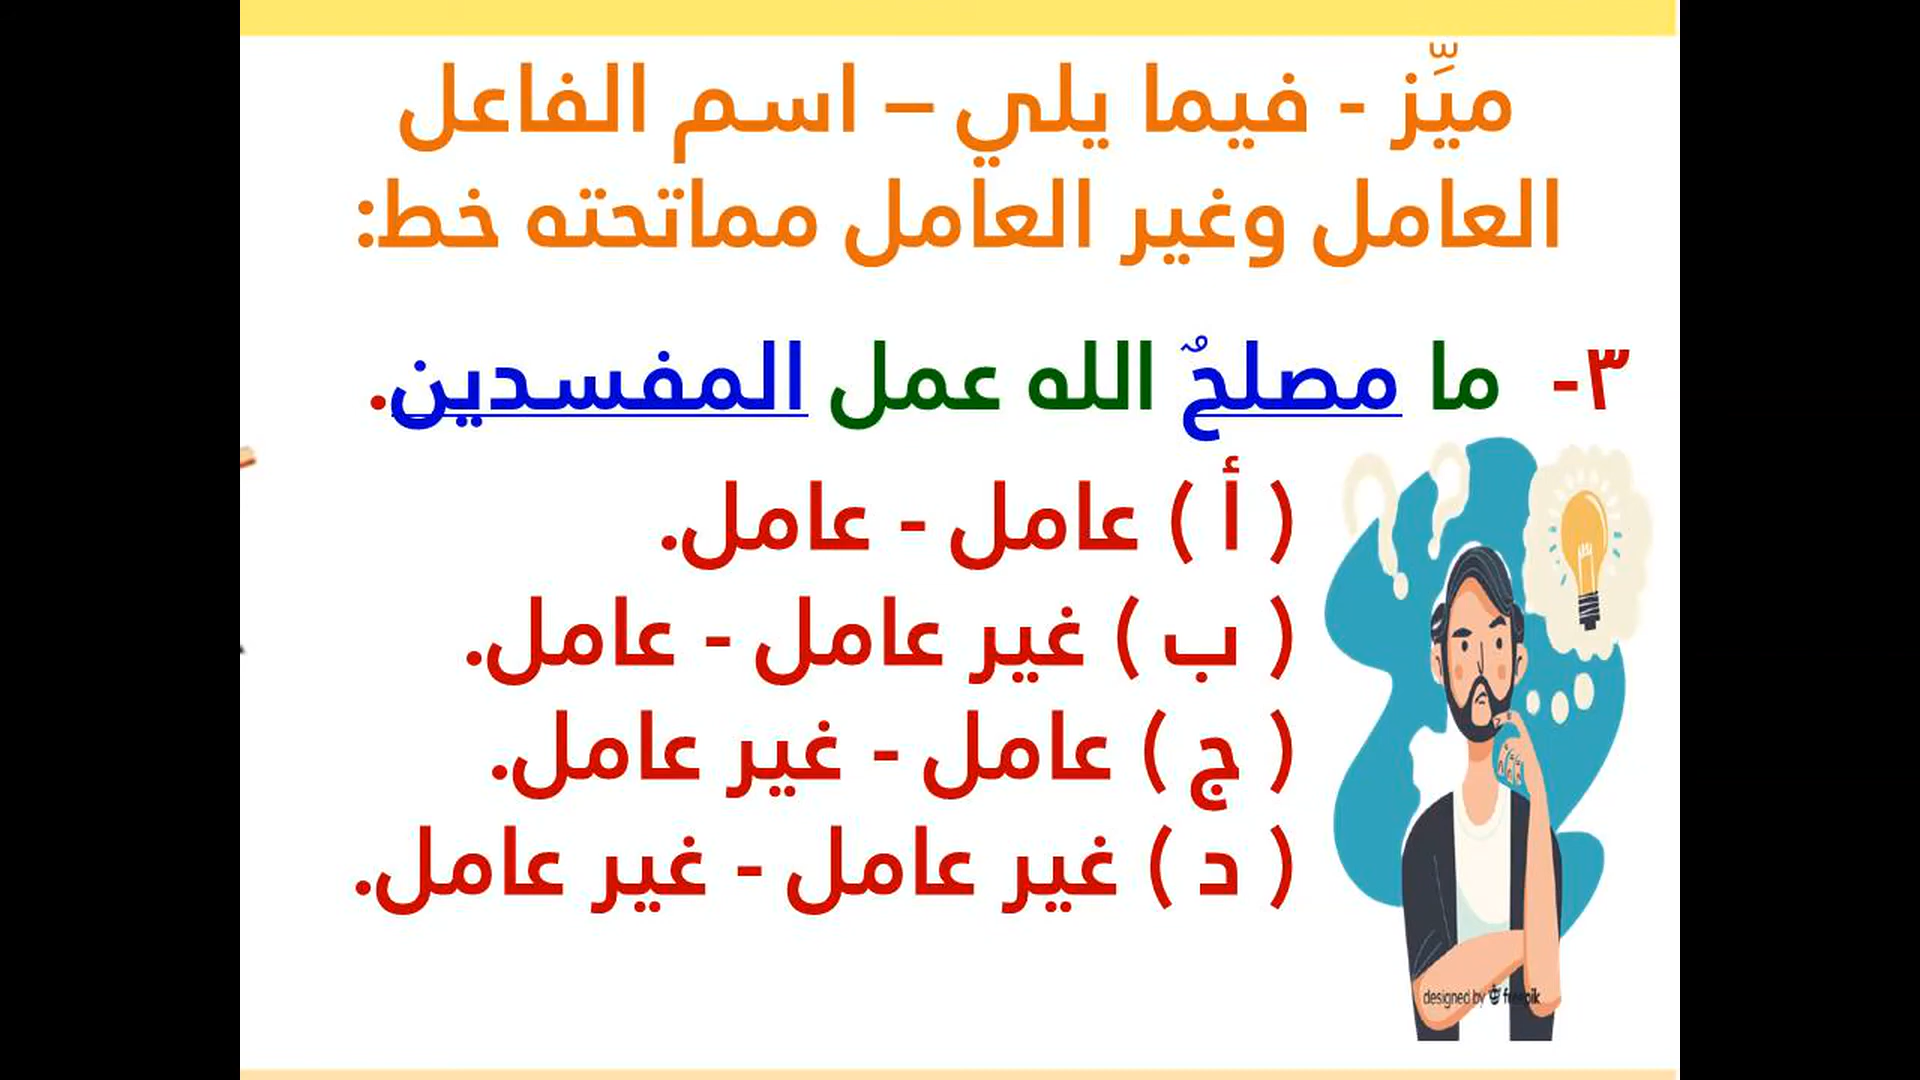 ميِّز - فيما يلي – اسم الفاعل
العامل وغير العامل مماتحته خط:
٣- ما مصلحٌ الله عمل المفسدين.
( أ ) عامل - عامل.
( ب ) غير عامل - عامل.
( ج ) عامل - غير عامل.
( د ) غير عامل - غير عامل.
designed by freepik